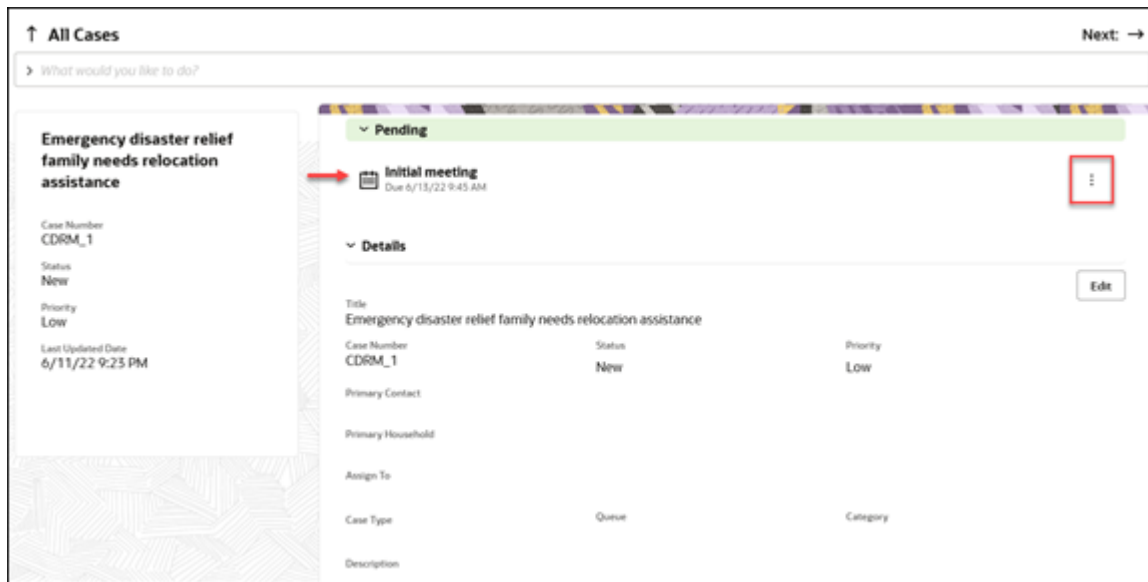 ↑ All Cases
Next: →
> What would you like to do?
Emergency disaster relief
family needs relocation
assistance
Case Number
CDRM_1
Status
New
Priority
Low
Last Updated Date
6/11/22 9:23 PM
Pending
Initial meeting
Due 6/13/22 9:45 AM
Details
Edit
Title
Emergency disaster relief family needs relocation assistance
Case Number Status Priority
CDRM_1 New Low
Primary Contact
Primary Household
Assign To
Case Type Queue Category
Description